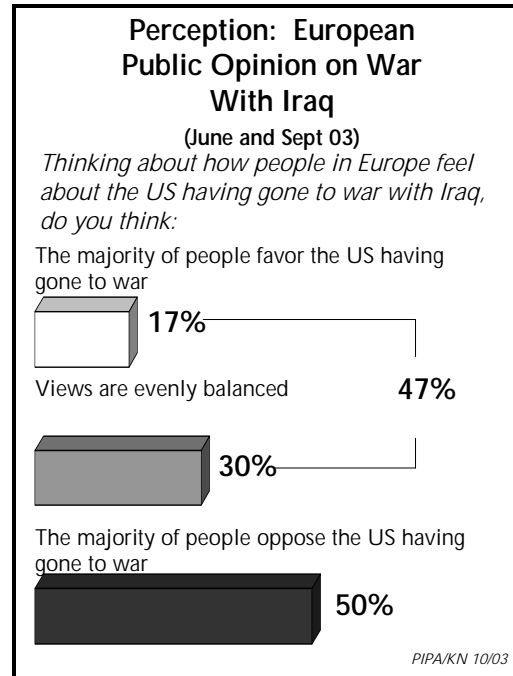 Perception:  European
Public Opinion on War
With Iraq
(June and Sept 03)
Thinking about how people in Europe feel
about the US having gone to war with Iraq,
do you think:
The majority of people favor the US having
gone to war
17%
Views are evenly balanced
47%
30%
The majority of people oppose the US having
gone to war
50%
PIPA/KN 10/03